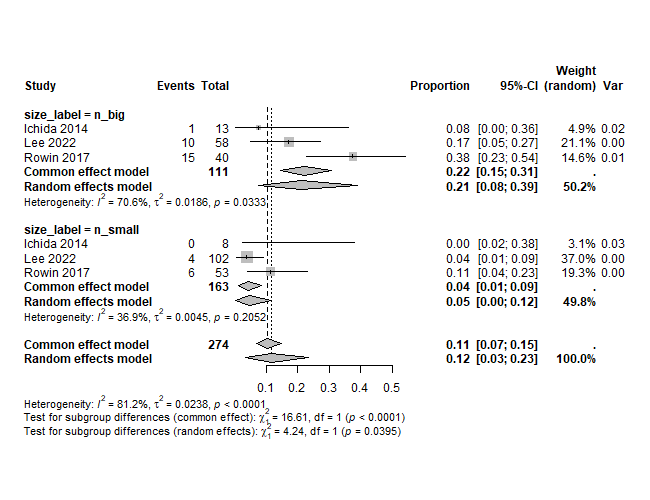 Weight
Study Events Total Proportion 95%-CI (random) Var
size_label = n_big
Ichida 2014 1 13 0.08 [0.00; 0.36] 4.9% 0.02
Lee 2022 10 58 0.17 [0.05; 0.27] 21.1% 0.00
Rowin 2017 15 40 0.38 [0.23; 0.54] 14.6% 0.01
Common effect model 111 0.22 [0.15; 0.31] .
Random effects model 0.21 [0.08; 0.39] 50.2%
Heterogeneity: I² = 70.6%, τ² = 0.0186, p = 0.0333
size_label = n_small
Ichida 2014 0 8 0.00 [0.02; 0.38] 3.1% 0.03
Lee 2022 4 102 0.04 [0.01; 0.09] 37.0% 0.00
Rowin 2017 6 53 0.11 [0.04; 0.23] 19.3% 0.00
Common effect model 163 0.04 [0.01; 0.09] .
Random effects model 0.05 [0.00; 0.12] 49.8%
Heterogeneity: I² = 36.9%, τ² = 0.0045, p = 0.2052
Common effect model 274 0.11 [0.07; 0.15] .
Random effects model 0.12 [0.03; 0.23] 100.0%
0.1 0.2 0.3 0.4 0.5
Heterogeneity: I² = 81.2%, τ² = 0.0238, p < 0.0001
Test for subgroup differences (common effect): χ₁² = 16.61, df = 1 (p < 0.0001)
Test for subgroup differences (random effects): χ₁² = 4.24, df = 1 (p = 0.0395)